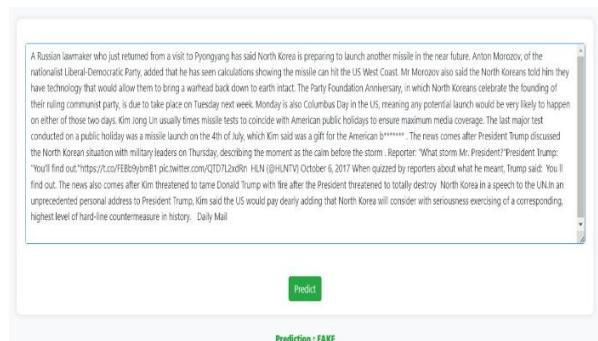 A Russian lawmaker who just returned from a visit to Pyongyang has said North Korea is preparing to launch another missile in the near future. Anton Morozov, of the
nationalist Liberal-Democratic Party, added that he has seen calculations showing the missile can hit the US West Coast. Mr Morozov also said the North Koreans told him they
have technology that would allow them to bring a warhead back down to earth intact. The Party Foundation Anniversary, in which North Koreans celebrate the founding of
their ruling communist party, is due to take place on Tuesday next week. Monday is also Columbus Day in the US, meaning any potential launch would be very likely to happen
on either of those two days. Kim Jong Un usually times missile tests to coincide with American public holidays to ensure maximum media coverage. The last major test
conducted on a public holiday was a missile launch on the 4th of July, which Kim said was a gift for the American b******* . The news comes after President Trump discussed
the North Korean situation with military leaders on Thursday, describing the moment as the calm before the storm . Reporter: "What storm Mr. President?"President Trump:
"You'll find out."https://t.co/FEBb9ybmB1 pic.twitter.com/QTD7L2xdRn HLN (@HLNTV) October 6, 2017 When quizzed by reporters about what he meant, Trump said: You ll
find out. The news also comes after Kim threatened to tame Donald Trump with fire after the President threatened to totally destroy North Korea in a speech to the UN.In an
unprecedented personal address to President Trump, Kim said the US would pay dearly adding that North Korea will consider with seriousness exercising of a corresponding,
highest level of hard-line countermeasure in history. Daily Mail
Predict
Prediction : FAKE